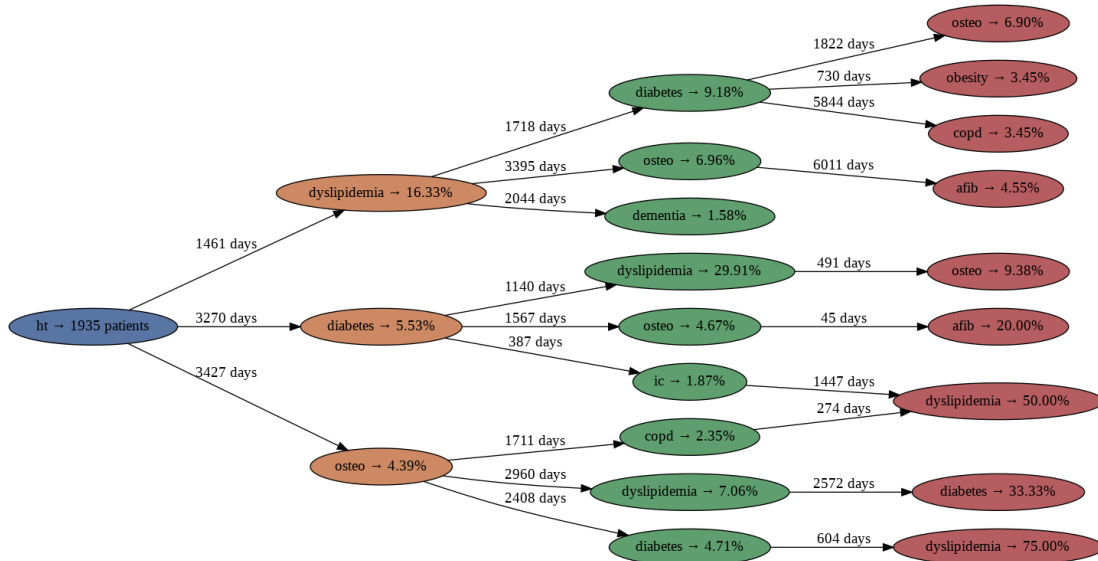 osteo → 6.90%
1822 days
730 days
obesity → 3.45%
diabetes → 9.18%
5844 days
copd → 3.45%
1718 days
3395 days
osteo → 6.96%
6011 days
afib → 4.55%
dyslipidemia → 16.33%
2044 days
dementia → 1.58%
1461 days
dyslipidemia → 29.91%
491 days
osteo → 9.38%
1140 days
ht → 1935 patients
3270 days
diabetes → 5.53%
1567 days
osteo → 4.67%
45 days
afib → 20.00%
387 days
3427 days
ic → 1.87%
1447 days
dyslipidemia → 50.00%
274 days
copd → 2.35%
1711 days
osteo → 4.39%
2960 days
dyslipidemia → 7.06%
2572 days
diabetes → 33.33%
2408 days
diabetes → 4.71%
604 days
dyslipidemia → 75.00%